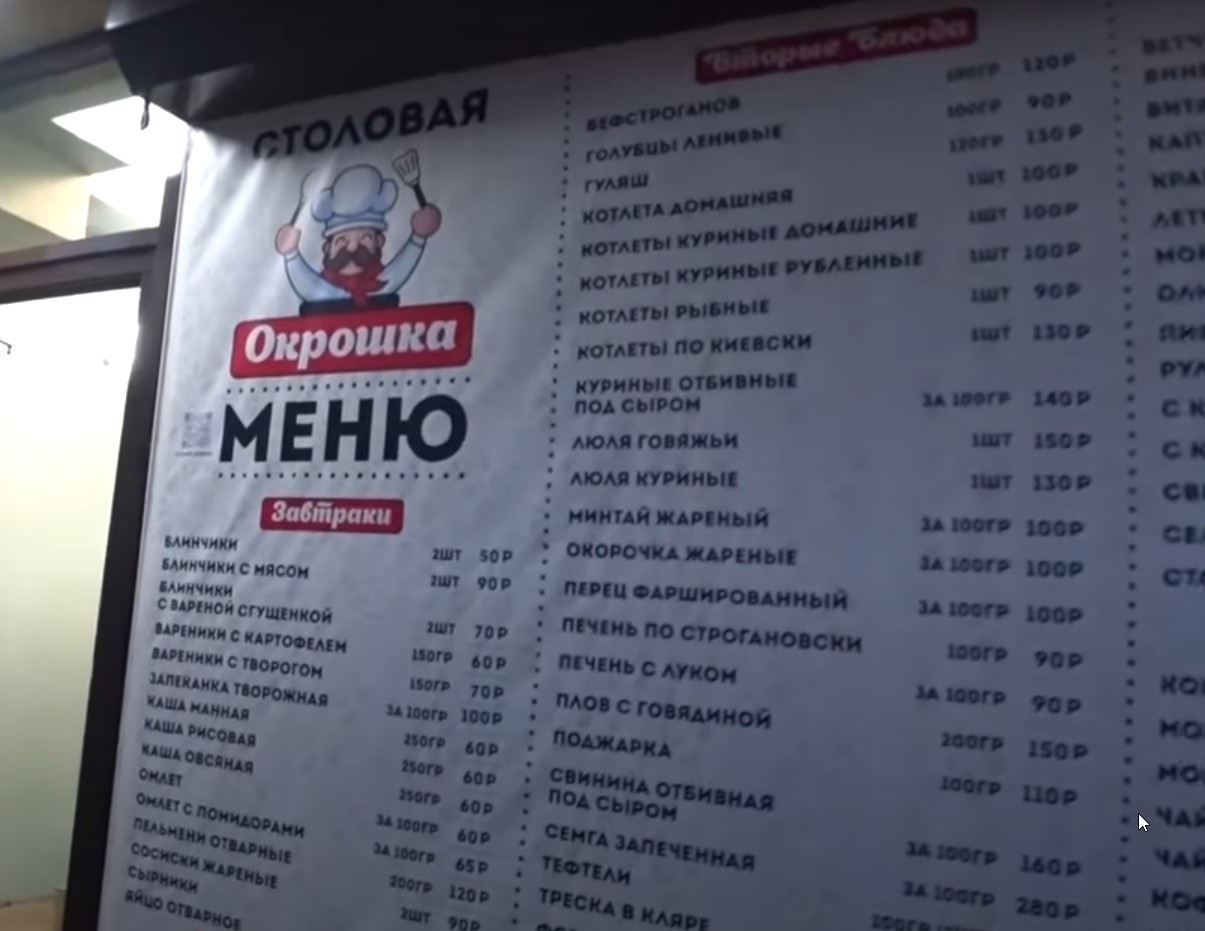 СТОЛОВАЯ
Окрошка
МЕНЮ
Завтраки
БЛИНЧИКИ 2ШТ 50Р
БЛИНЧИКИ С МЯСОМ 2ШТ 90Р
БЛИНЧИКИ
С ВАРЕНОЙ СГУЩЕНКОЙ 2ШТ 70Р
ВАРЕНИКИ С КАРТОФЕЛЕМ 150ГР 60Р
ВАРЕНИКИ С ТВОРОГОМ 150ГР 70Р
ЗАПЕКАНКА ТВОРОЖНАЯ ЗА 100ГР 100Р
КАША МАННАЯ 250ГР 60Р
КАША РИСОВАЯ 250ГР 60Р
КАША ОВСЯНАЯ 250ГР 60Р
ОМЛЕТ ЗА 100ГР 60Р
ОМЛЕТ С ПОМИДОРАМИ ЗА 100ГР 65Р
ПЕЛЬМЕНИ ОТВАРНЫЕ 200ГР 120Р
СОСИСКИ ЖАРЕНЫЕ 2ШТ 90Р
СЫРНИКИ
ЯЙЦО ОТВАРНОЕ
Вторые блюда
БЕФСТРОГАНОВ 100ГР 120Р
ГОЛУБЦЫ ЛЕНИВЫЕ 100ГР 90Р
ГУЛЯШ 120ГР 130Р
КОТЛЕТА ДОМАШНЯЯ 1ШТ 100Р
КОТЛЕТЫ КУРИНЫЕ ДОМАШНИЕ 1ШТ 100Р
КОТЛЕТЫ КУРИНЫЕ РУБЛЕННЫЕ 1ШТ 100Р
КОТЛЕТЫ РЫБНЫЕ 1ШТ 90Р
КОТЛЕТЫ ПО КИЕВСКИ 1ШТ 130Р
КУРИНЫЕ ОТБИВНЫЕ
ПОД СЫРОМ ЗА 100ГР 140Р
ЛЮЛЯ ГОВЯЖЬИ 1ШТ 150Р
ЛЮЛЯ КУРИНЫЕ 1ШТ 130Р
МИНТАЙ ЖАРЕНЫЙ ЗА 100ГР 100Р
ОКОРОЧКА ЖАРЕНЫЕ ЗА 100ГР 100Р
ПЕРЕЦ ФАРШИРОВАННЫЙ ЗА 100ГР 100Р
ПЕЧЕНЬ ПО СТРОГАНОВСКИ 100ГР 90Р
ПЕЧЕНЬ С ЛУКОМ ЗА 100ГР 90Р
ПЛОВ С ГОВЯДИНОЙ 200ГР 150Р
ПОДЖАРКА 100ГР 110Р
СВИНИНА ОТБИВНАЯ
ПОД СЫРОМ ЗА 100ГР 160Р
СЕМГА ЗАПЕЧЕННАЯ ЗА 100ГР 280Р
ТЕФТЕЛИ
ТРЕСКА В КЛЯРЕ